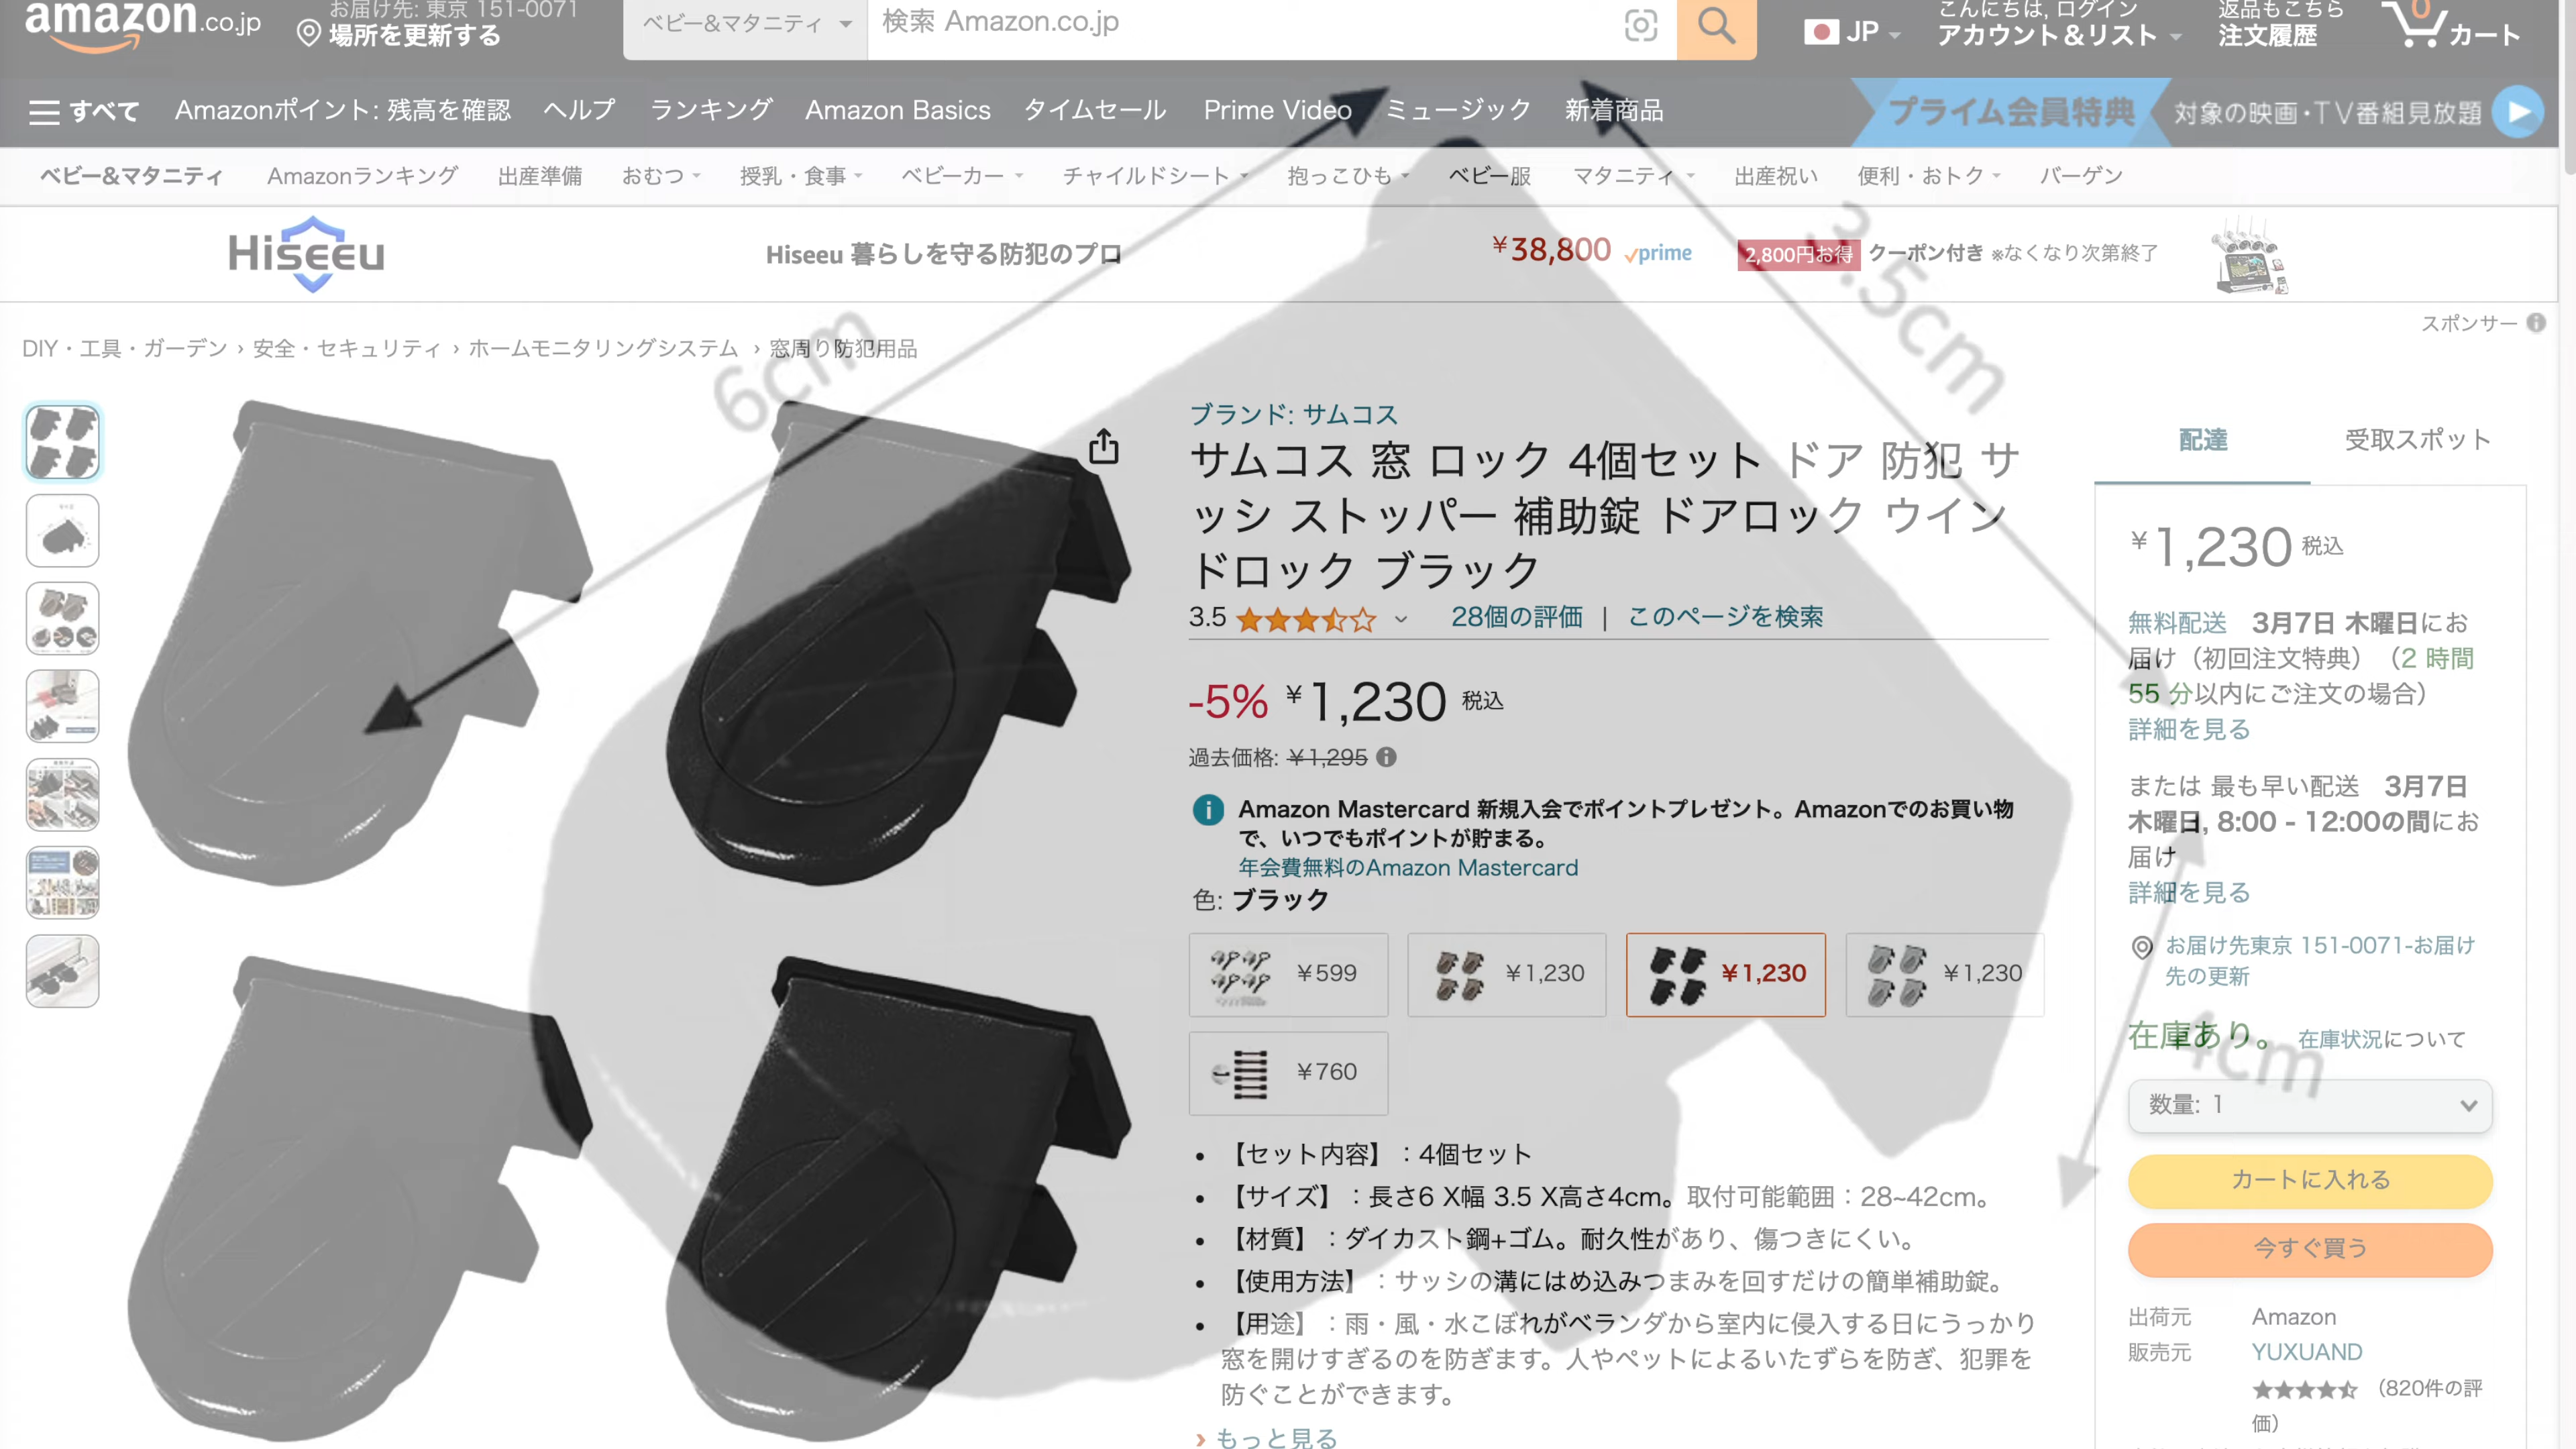 amazon.co.jp
お届け先: 東京 151-0071
場所を更新する
ベビー&マタニティ
検索 Amazon.co.jp
JP
こんにちは, ログイン
アカウント&リスト
返品もこちら
注文履歴
0
カート
すべて
Amazonポイント: 残高を確認
ヘルプ
ランキング
Amazon Basics
タイムセール
Prime Video
ミュージック
新着商品
プライム会員特典
対象の映画・TV番組見放題
ベビー&マタニティ
Amazonランキング
出産準備
おむつ
授乳・食事
ベビーカー
チャイルドシート
抱っこひも
ベビー服
マタニティ
出産祝い
便利・おトク
バーゲン
Hiseeu
Hiseeu 暮らしを守る防犯のプロ
¥38,800
prime
2,800円お得
クーポン付き ※なくなり次第終了
スポンサー
DIY・工具・ガーデン › 安全・セキュリティ › ホームモニタリングシステム › 窓周り防犯用品
6cm
3.5cm
4cm
ブランド: サムコス
サムコス 窓 ロック 4個セット ドア 防犯 サ
ッシ ストッパー 補助錠 ドアロック ウイン
ドロック ブラック
3.5
28個の評価
|
このページを検索
-5% ¥1,230 税込
過去価格: ¥1,295
Amazon Mastercard 新規入会でポイントプレゼント。Amazonでのお買い物
で、いつでもポイントが貯まる。
年会費無料のAmazon Mastercard
色: ブラック
¥599
¥1,230
¥1,230
¥1,230
¥760
• 【セット内容】：4個セット
• 【サイズ】：長さ6 X幅 3.5 X高さ4cm。取付可能範囲：28~42cm。
• 【材質】：ダイカスト鋼+ゴム。耐久性があり、傷つきにくい。
• 【使用方法】：サッシの溝にはめ込みつまみを回すだけの簡単補助錠。
• 【用途】：雨・風・水こぼれがベランダから室内に侵入する日にうっかり
窓を開けすぎるのを防ぎます。人やペットによるいたずらを防ぎ、犯罪を
防ぐことができます。
› もっと見る
配達
受取スポット
¥1,230 税込
無料配送 3月7日 木曜日にお
届け（初回注文特典）（2 時間
55 分以内にご注文の場合）
詳細を見る
または 最も早い配送 3月7日
木曜日, 8:00 - 12:00の間にお
届け
詳細を見る
お届け先東京 151-0071-お届け
先の更新
在庫あり。 在庫状況について
数量: 1
カートに入れる
今すぐ買う
出荷元 Amazon
販売元 YUXUAND
（820件の評
価）